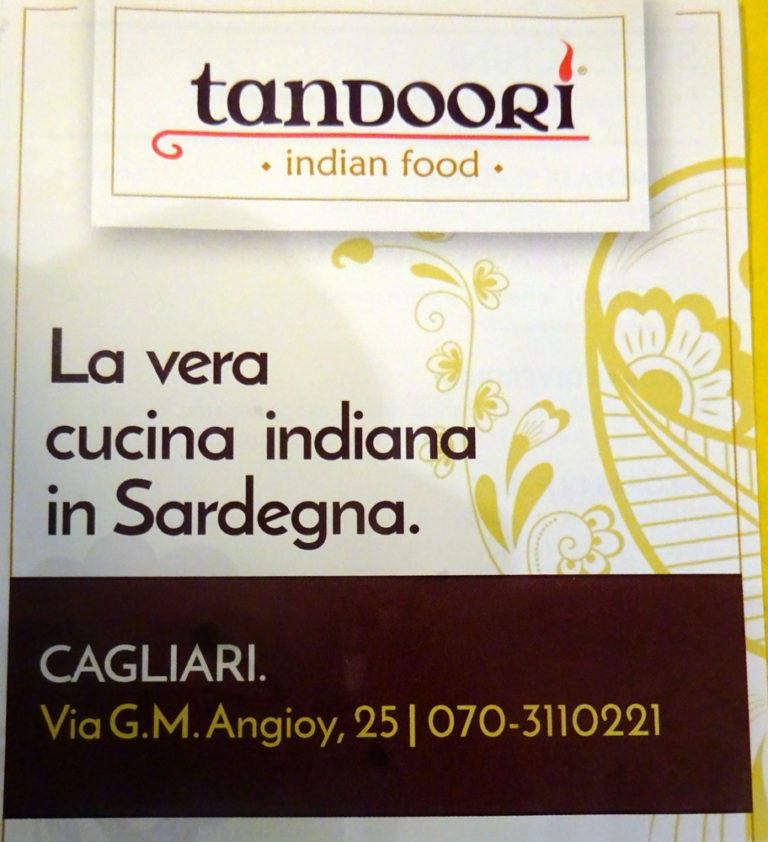 tandoori®
• indian food •
La vera
cucina indiana
in Sardegna.
CAGLIARI.
Via G.M. Angioy, 25 | 070-3110221